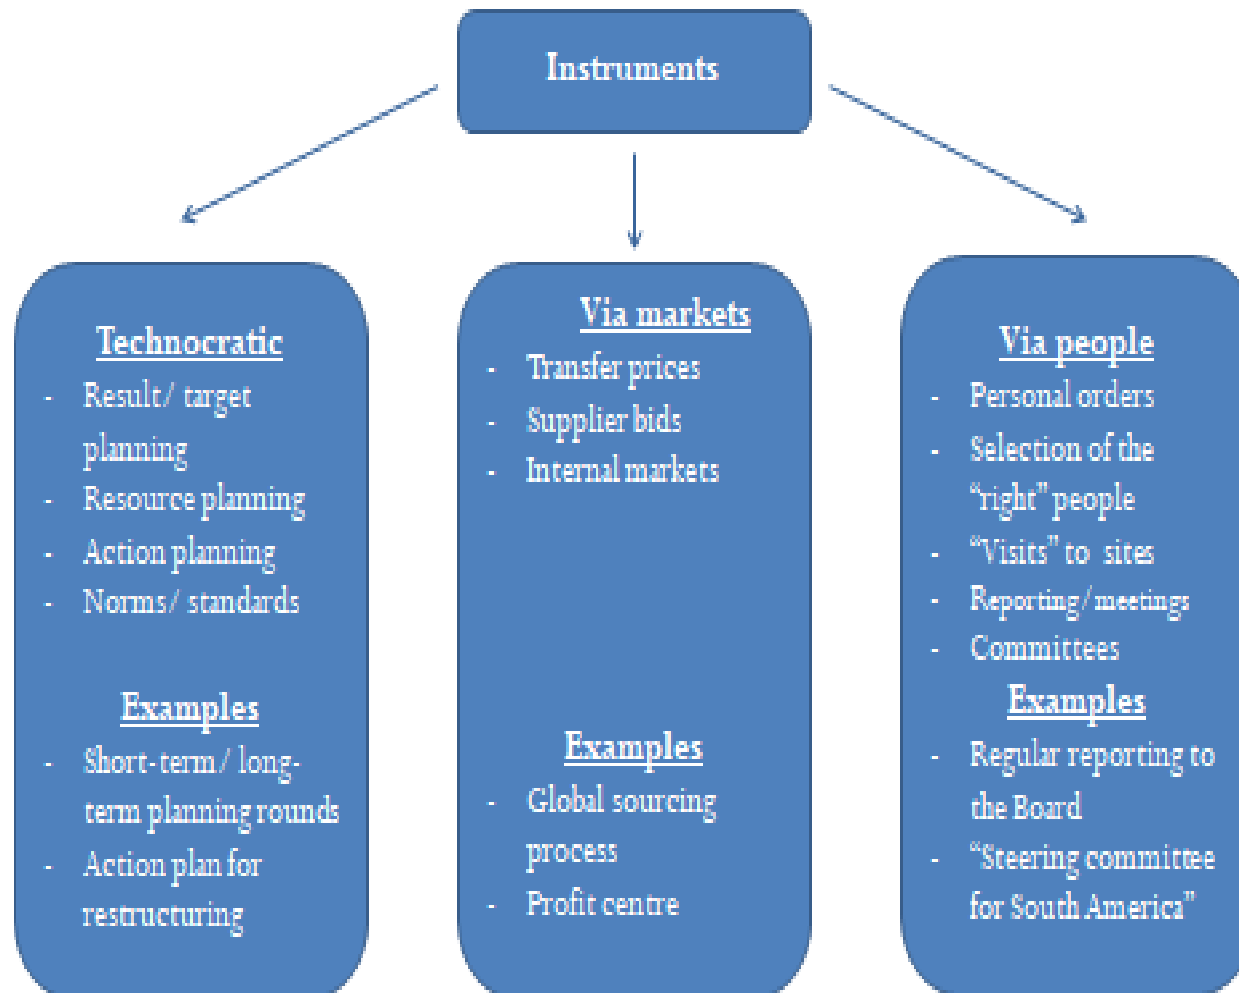 Instruments
Technocratic
- Result/ target
planning
- Resource planning
- Action planning
- Norms/ standards
Examples
- Short-term/ long-
term planning rounds
- Action plan for
restructuring
Via markets
- Transfer prices
- Supplier bids
- Internal markets
Examples
- Global sourcing
process
- Profit centre
Via people
- Personal orders
- Selection of the
“right” people
- “Visits” to sites
- Reporting/meetings
- Committees
Examples
- Regular reporting to
the Board
- “Steering committee
for South America”